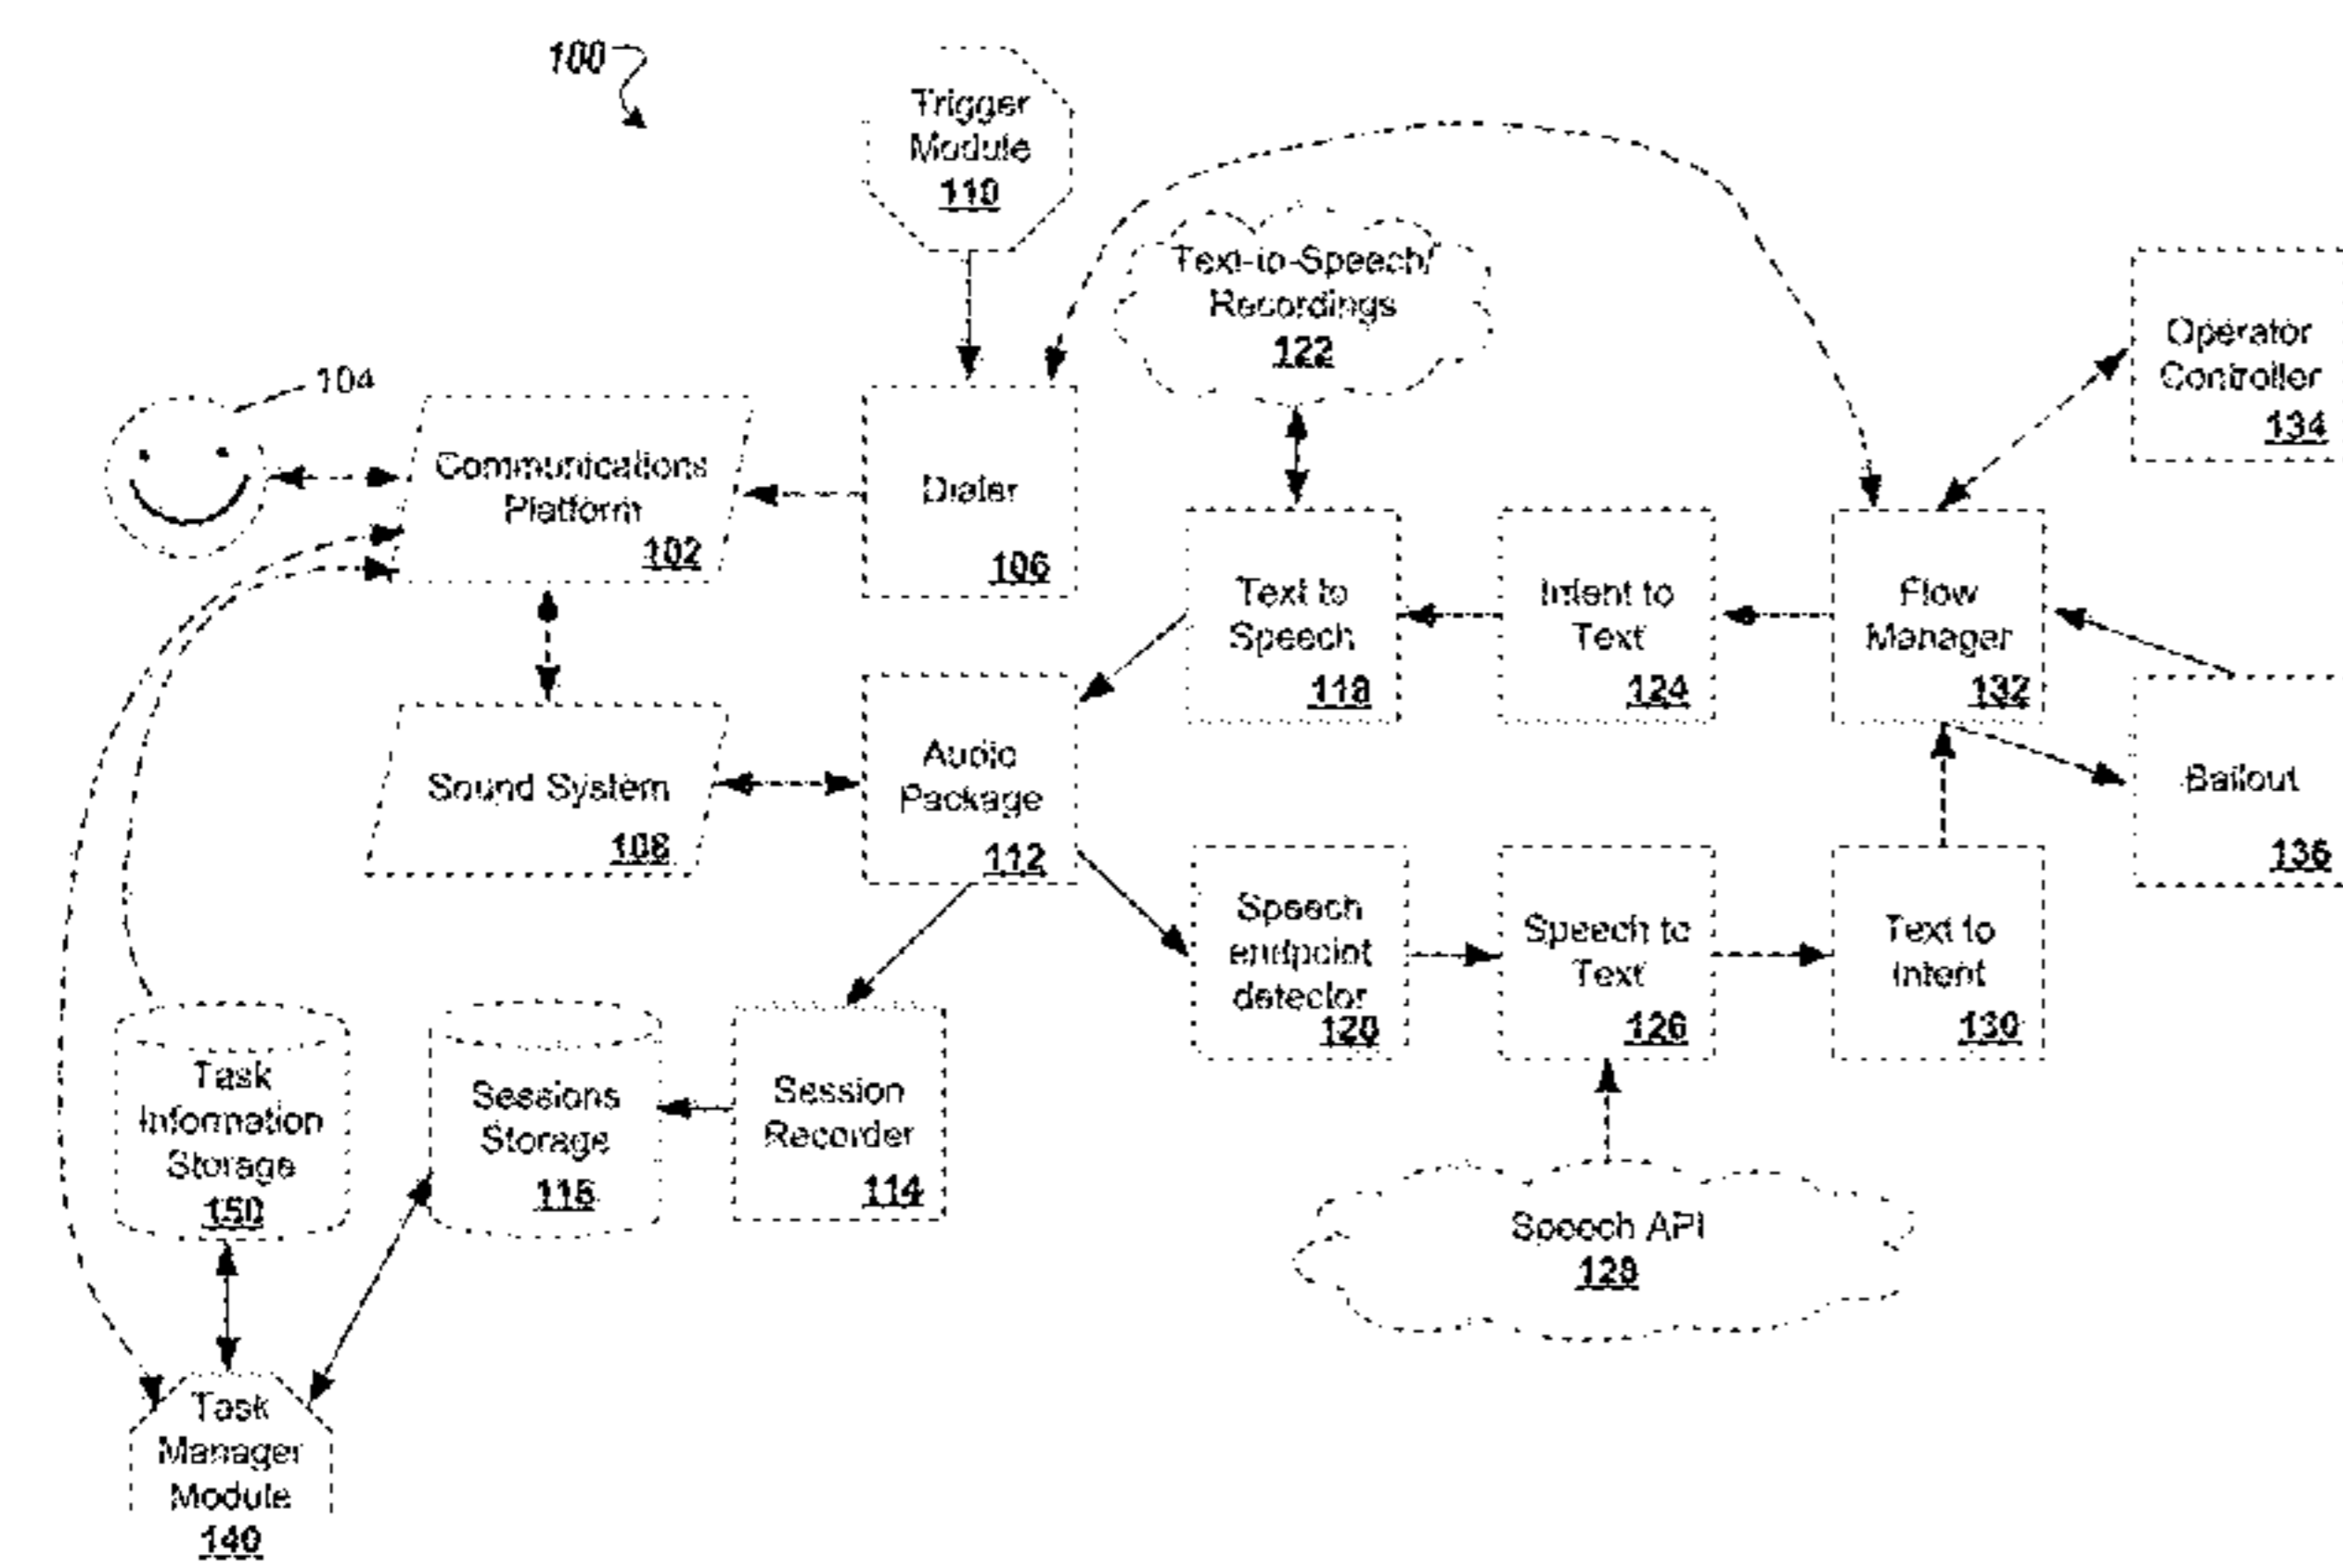 100
Trigger
Module
110
Text-to-Speech/
Recordings
122
Operator
Controller
134
104
Communications
Platform
102
Dialer
106
Text to
Speech
118
Intent to
Text
124
Flow
Manager
132
Sound System
108
Audio
Package
112
Bailout
136
Speech
endpoint
detector
120
Speech to
Text
126
Text to
Intent
130
Task
Information
Storage
150
Sessions
Storage
116
Session
Recorder
114
Speech API
128
Task
Manager
Module
140